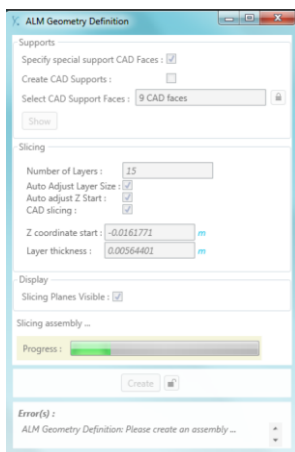 ALM Geometry Definition
Supports
Specify special support CAD Faces :
Create CAD Supports :
Select CAD Support Faces : 9 CAD faces
Show
Slicing
Number of Layers : 15
Auto Adjust Layer Size :
Auto adjust Z Start :
CAD slicing :
Z coordinate start : -0.0161771 m
Layer thickness : 0.00564401 m
Display
Slicing Planes Visible :
Slicing assembly ...
Progress :
Create
Error(s) :
ALM Geometry Definition: Please create an assembly ...